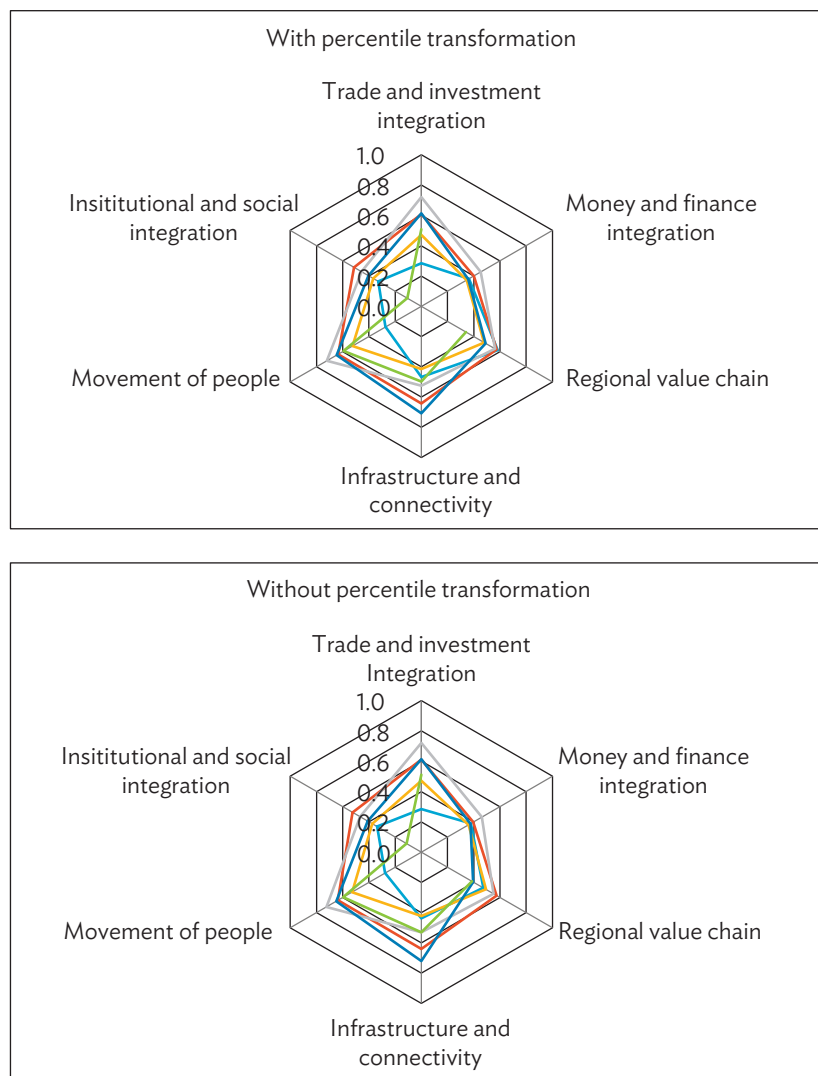 With percentile transformation
Trade and investment
integration
1.0
0.8
0.6
0.4
0.2
0.0
Insititutional and social
integration
Money and finance
integration
Movement of people
Regional value chain
Infrastructure and
connectivity
Without percentile transformation
Trade and investment
Integration
1.0
0.8
0.6
0.4
0.2
0.0
Insititutional and social
integration
Money and finance
integration
Movement of people
Regional value chain
Infrastructure and
connectivity